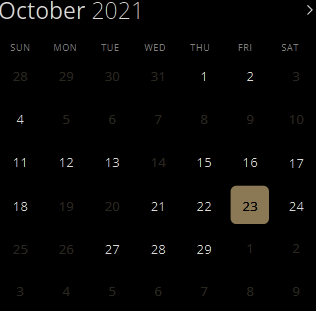 October 2021
SUN MON TUE WED THU FRI SAT
28 29 30 31 1 2 3
4 5 6 7 8 9 10
11 12 13 14 15 16 17
18 19 20 21 22 23 24
25 26 27 28 29 1 2
3 4 5 6 7 8 9